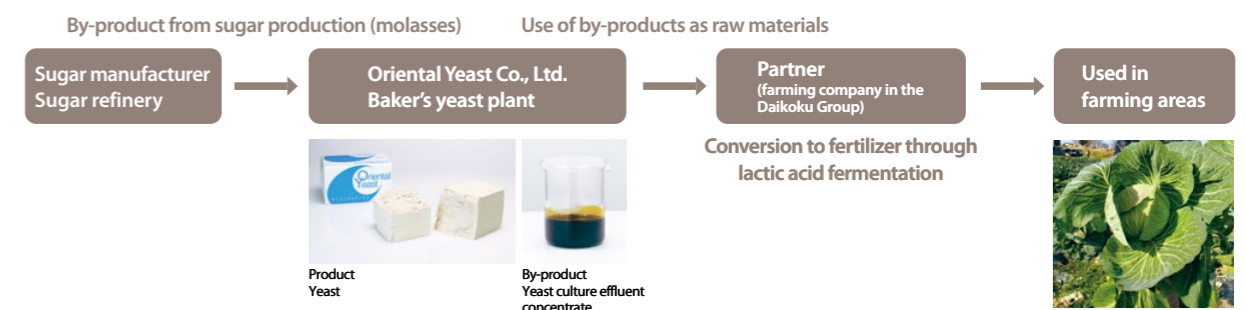 By-product from sugar production (molasses)
Use of by-products as raw materials
Sugar manufacturer
Sugar refinery
Oriental Yeast Co., Ltd.
Baker's yeast plant
Partner
(farming company in the
Daikoku Group)
Used in
farming areas
Conversion to fertilizer through
lactic acid fermentation
Oriental
Yeast
Product
Yeast
By-product
Yeast culture effluent
concentrate